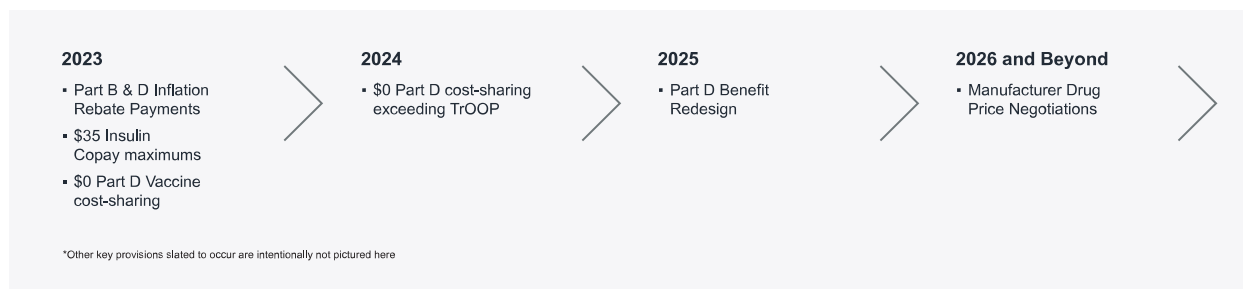 2023
▪ Part B & D Inflation
Rebate Payments
▪ $35 Insulin
Copay maximums
▪ $0 Part D Vaccine
cost-sharing
2024
▪ $0 Part D cost-sharing
exceeding TrOOP
2025
▪ Part D Benefit
Redesign
2026 and Beyond
▪ Manufacturer Drug
Price Negotiations
*Other key provisions slated to occur are intentionally not pictured here